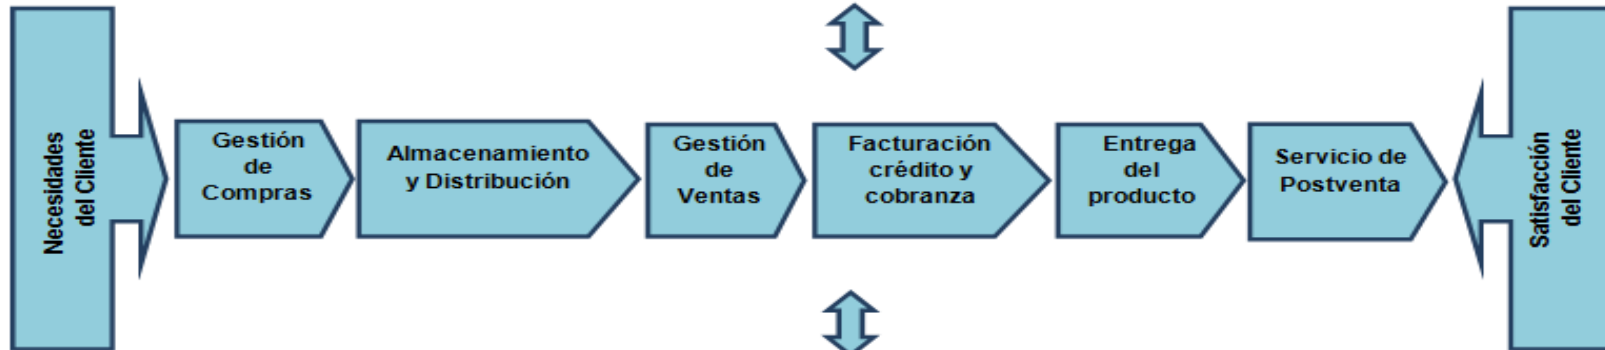 Necesidades
del Cliente
Gestión
de
Compras
Almacenamiento
y Distribución
Gestión
de
Ventas
Facturación
crédito y
cobranza
Entrega
del
producto
Servicio de
Postventa
Satisfacción
del Cliente